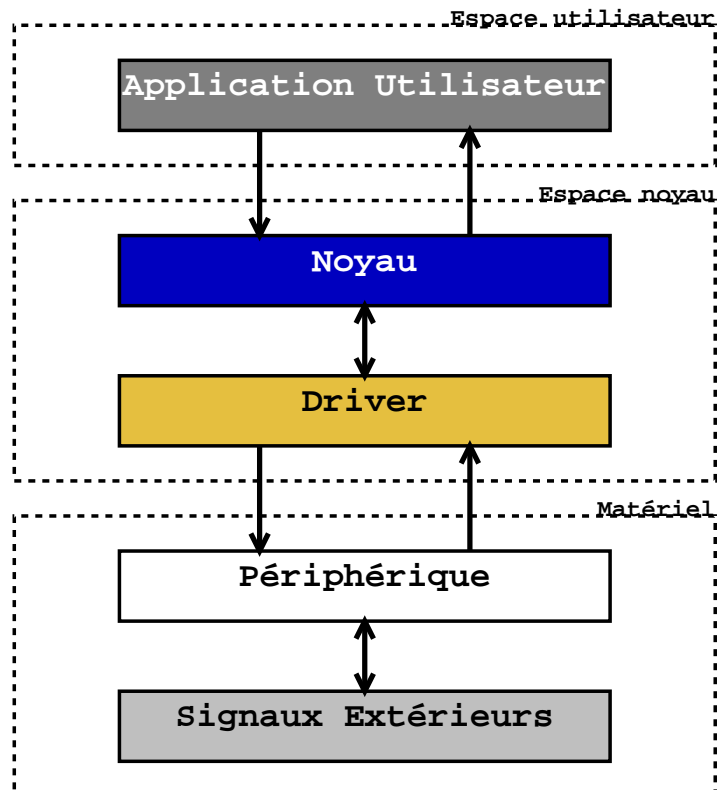 Espace utilisateur
Application Utilisateur
Espace noyau
Noyau
Driver
Matériel
Périphérique
Signaux Extérieurs